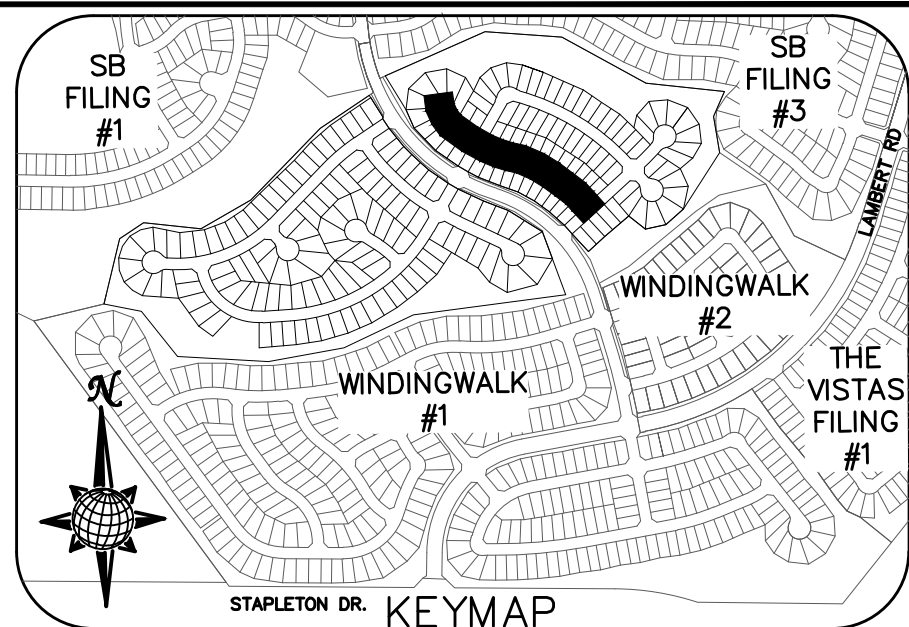 SB
FILING
#1
SB
FILING
#3
LAMBERT RD
WINDINGWALK
#2
THE
VISTAS
FILING
#1
WINDINGWALK
#1
N
STAPLETON DR.
KEYMAP